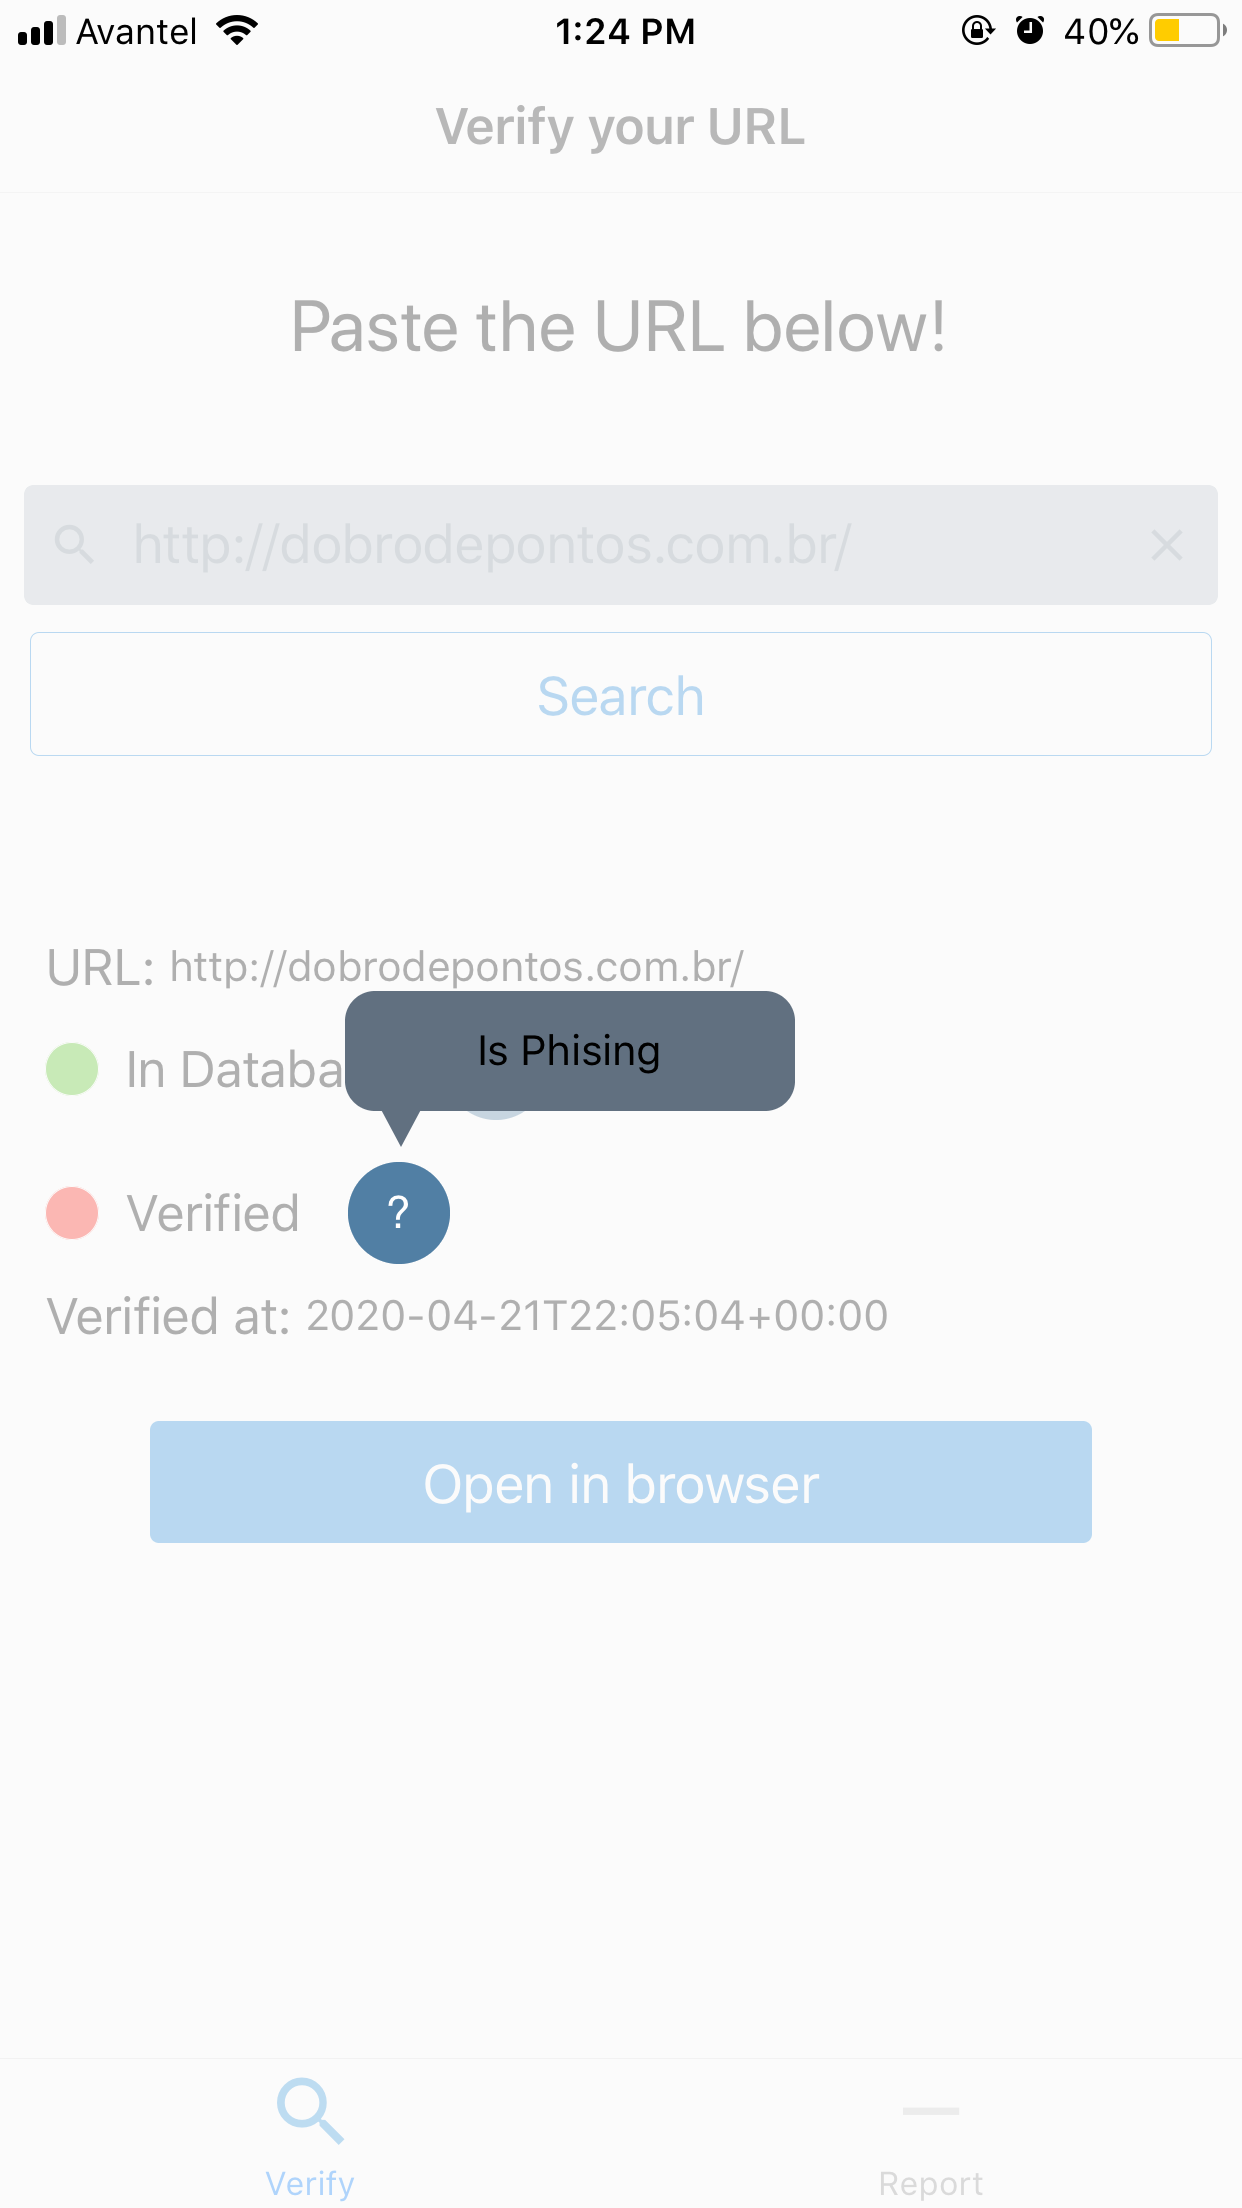 Avantel 1:24 PM 40%
Verify your URL
Paste the URL below!
http://dobrodepontos.com.br/
Search
URL: http://dobrodepontos.com.br/
Is Phising
In Databa
Verified ?
Verified at: 2020-04-21T22:05:04+00:00
Open in browser
Verify Report